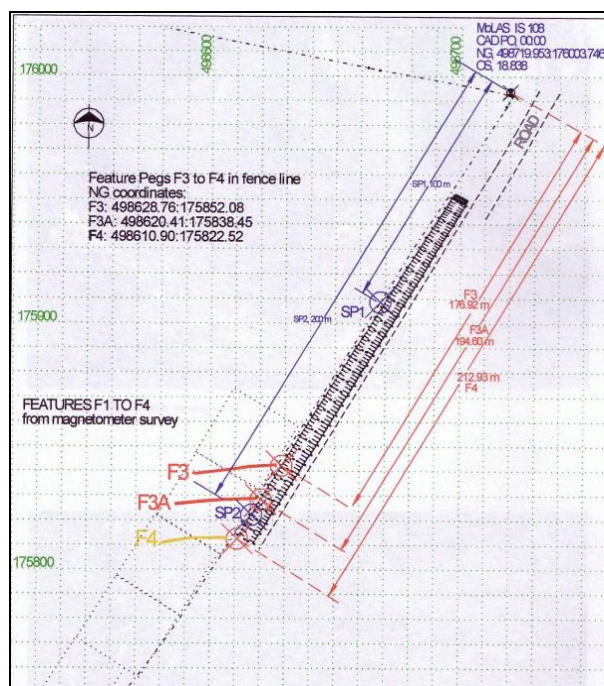 MoLAS IS 108
CAD PO, 00.00
NG, 498719.953:176003.746
OS, 18.838
498600
498700
176000
N
ROAD
Feature Pegs F3 to F4 in fence line
NG coordinates:
F3: 498628.76:175852.08
F3A: 498620.41:175838.45
F4: 498610.90:175822.52
SP1, 100 m
SP1
SP2, 200 m
175900
F3
176.92 m
F3A
194.60 m
212.93 m
F4
FEATURES F1 TO F4
from magnetometer survey
F3
F3A
SP2
F4
175800